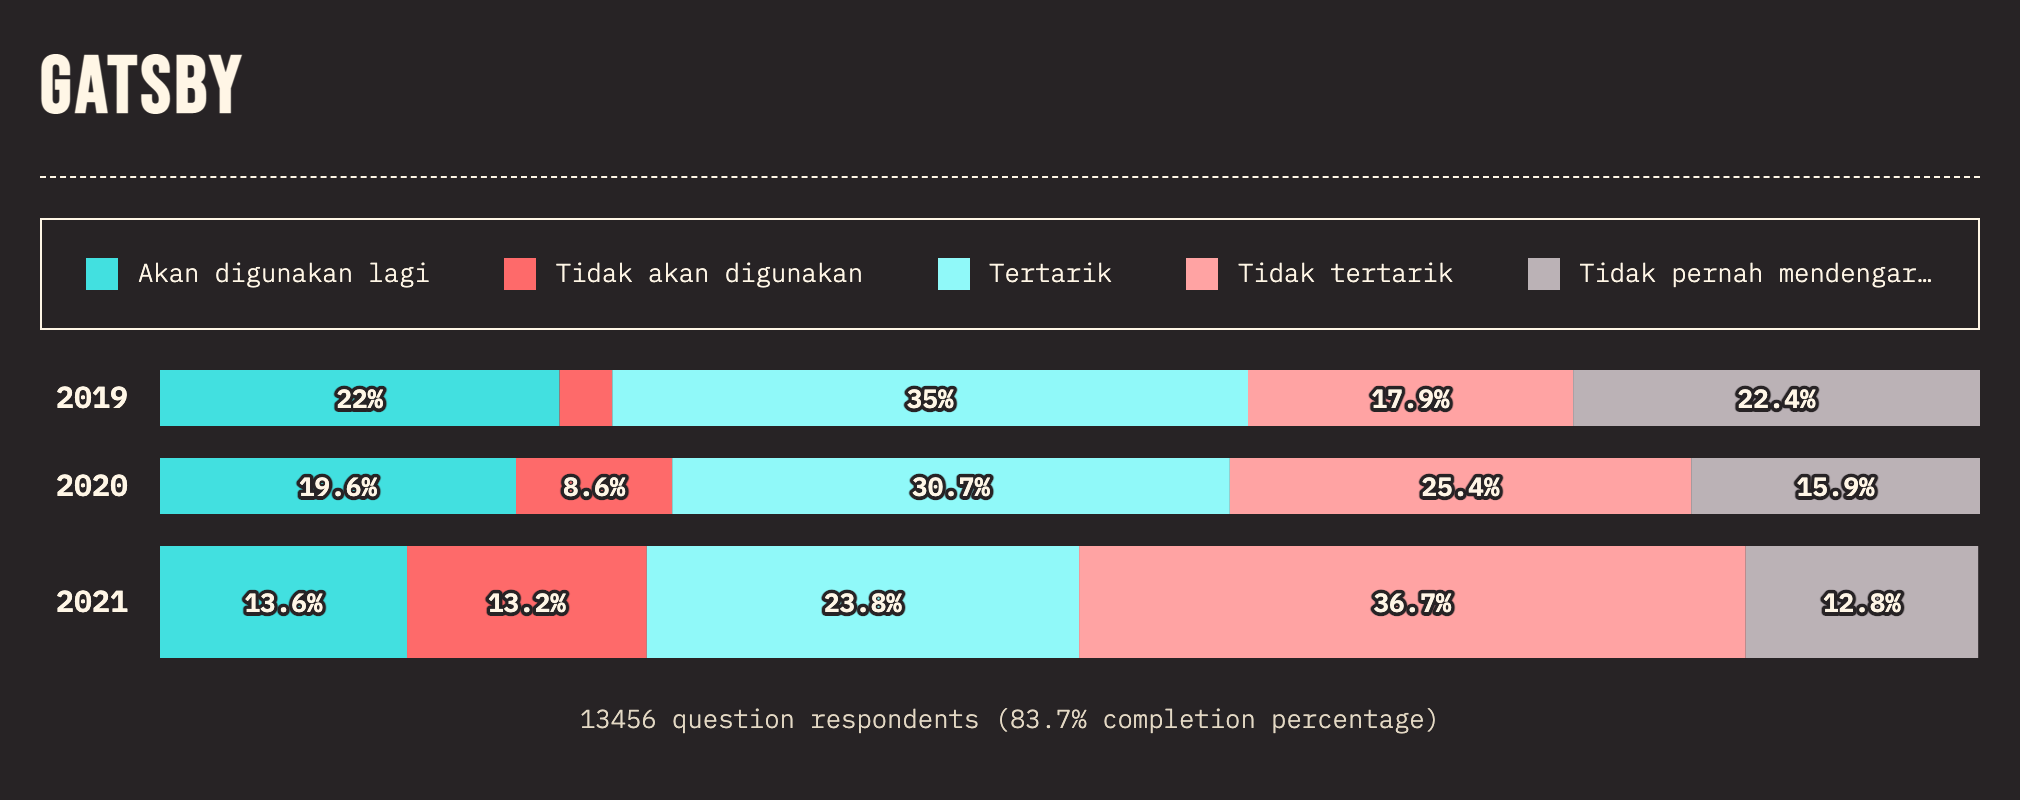 GATSBY
Akan digunakan lagi Tidak akan digunakan Tertarik Tidak tertarik Tidak pernah mendengar…
2019 22% 35% 17.9% 22.4%
2020 19.6% 8.6% 30.7% 25.4% 15.9%
2021 13.6% 13.2% 23.8% 36.7% 12.8%
13456 question respondents (83.7% completion percentage)